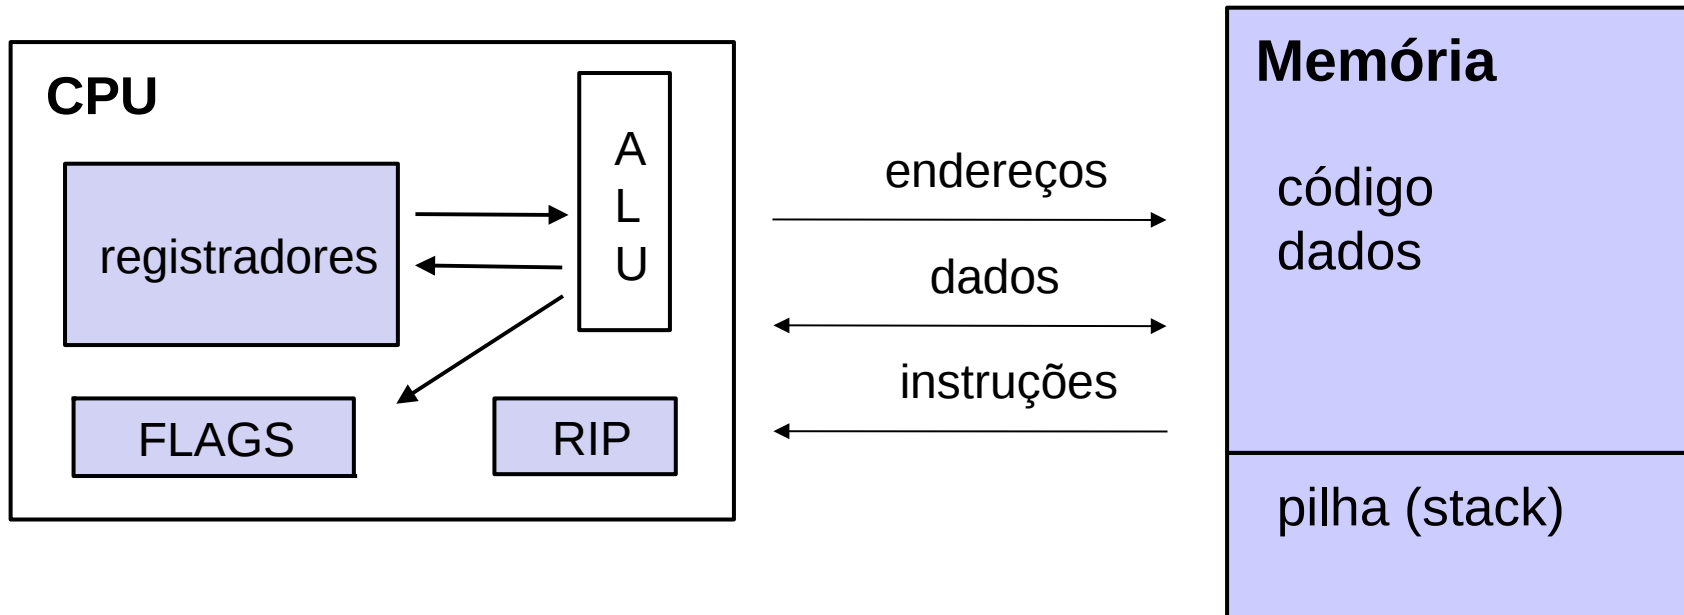 CPU
A
L
U
registradores
FLAGS
RIP
endereços
dados
instruções
Memória
código
dados
pilha (stack)